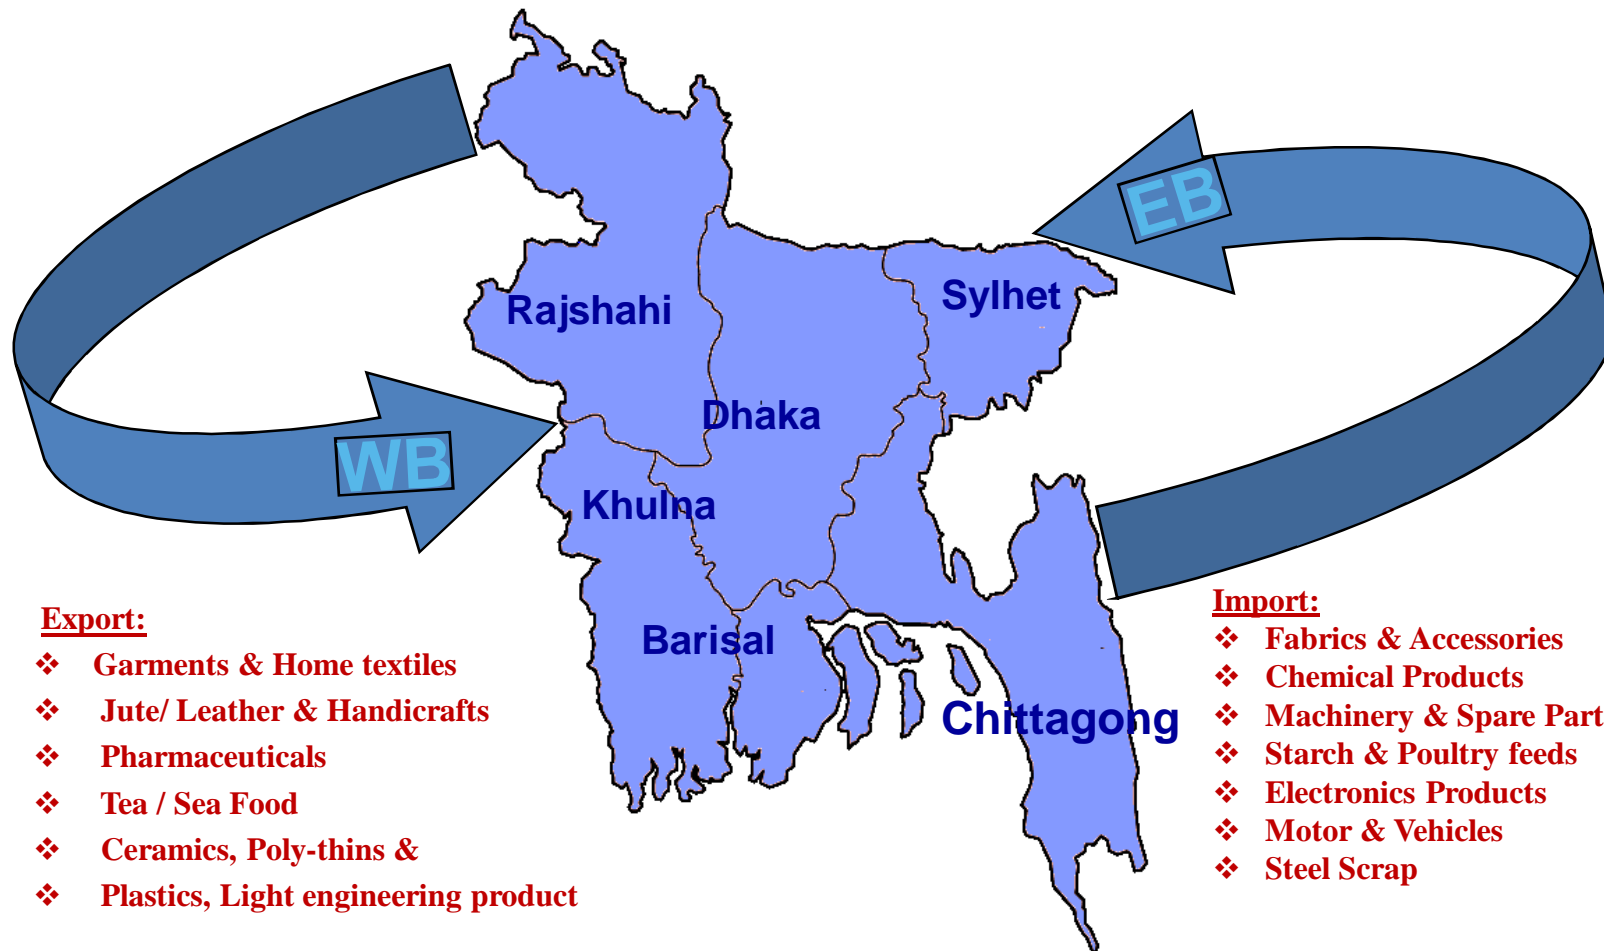 EB
Sylhet
Rajshahi
Dhaka
WB
Khulna
Barisal
Chittagong
Export:
❖ Garments & Home textiles
❖ Jute/ Leather & Handicrafts
❖ Pharmaceuticals
❖ Tea / Sea Food
❖ Ceramics, Poly-thins &
❖ Plastics, Light engineering product
Import:
❖ Fabrics & Accessories
❖ Chemical Products
❖ Machinery & Spare Part
❖ Starch & Poultry feeds
❖ Electronics Products
❖ Motor & Vehicles
❖ Steel Scrap